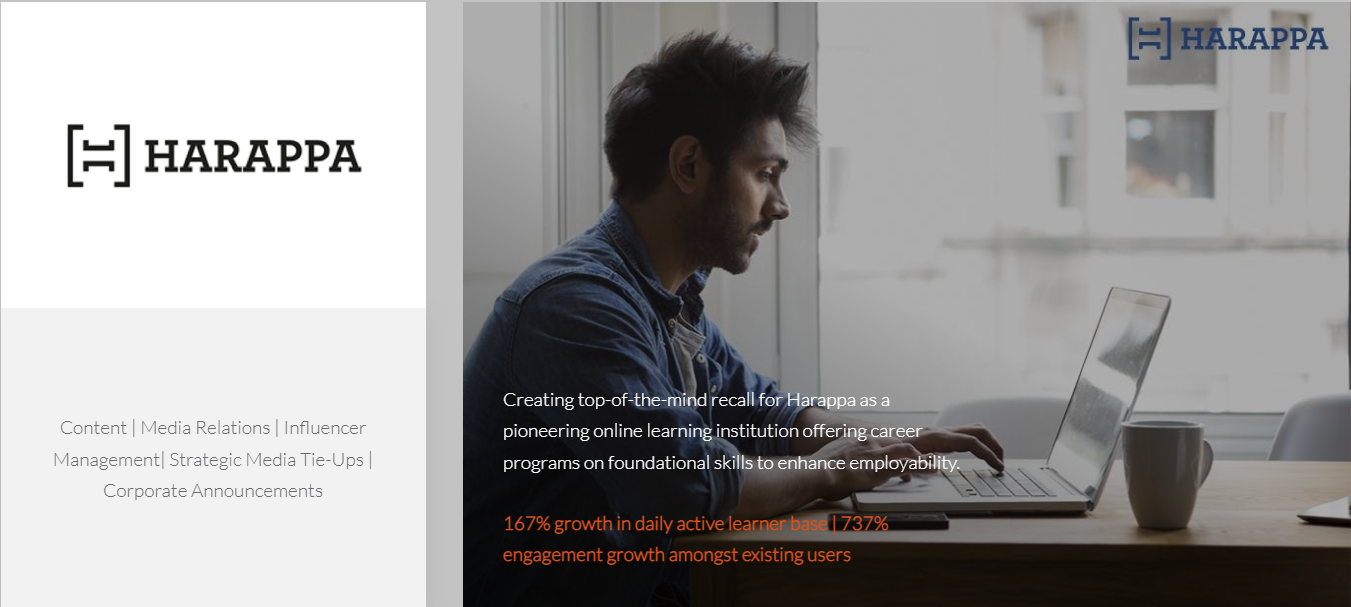 HARAPPA
Content | Media Relations | Influencer
Management| Strategic Media Tie-Ups |
Corporate Announcements
HARAPPA
Creating top-of-the-mind recall for Harappa as a
pioneering online learning institution offering career
programs on foundational skills to enhance employability.
167% growth in daily active learner base | 737%
engagement growth amongst existing users